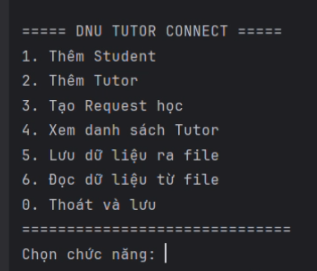 ===== DNU TUTOR CONNECT =====
1. Thêm Student
2. Thêm Tutor
3. Tạo Request học
4. Xem danh sách Tutor
5. Lưu dữ liệu ra file
6. Đọc dữ liệu từ file
0. Thoát và lưu
==============================
Chọn chức năng: